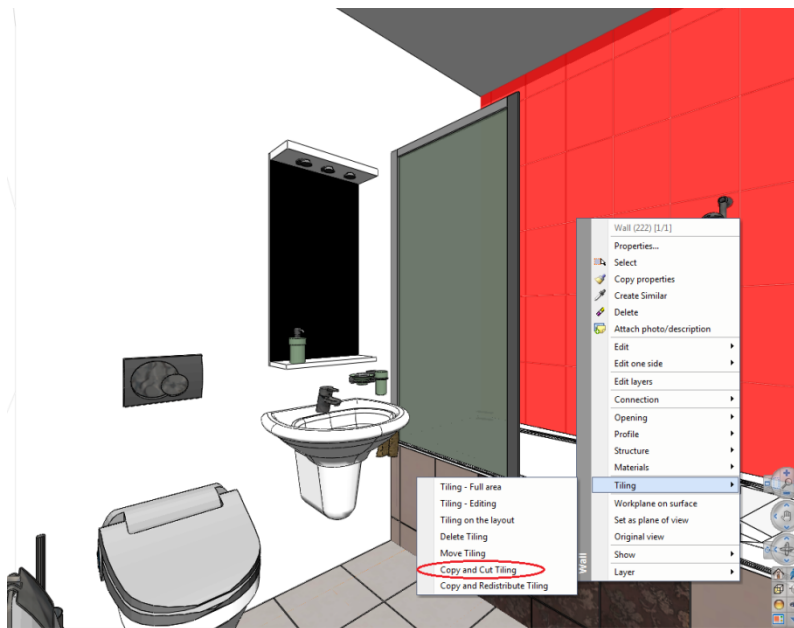 Wall (222) [1/1]
Properties...
Select
Copy properties
Create Similar
Delete
Attach photo/description
Edit
Edit one side
Edit layers
Connection
Opening
Profile
Structure
Materials
Tiling
Workplane on surface
Set as plane of view
Original view
Show
Layer
Wall
Tiling - Full area
Tiling - Editing
Tiling on the layout
Delete Tiling
Move Tiling
Copy and Cut Tiling
Copy and Redistribute Tiling